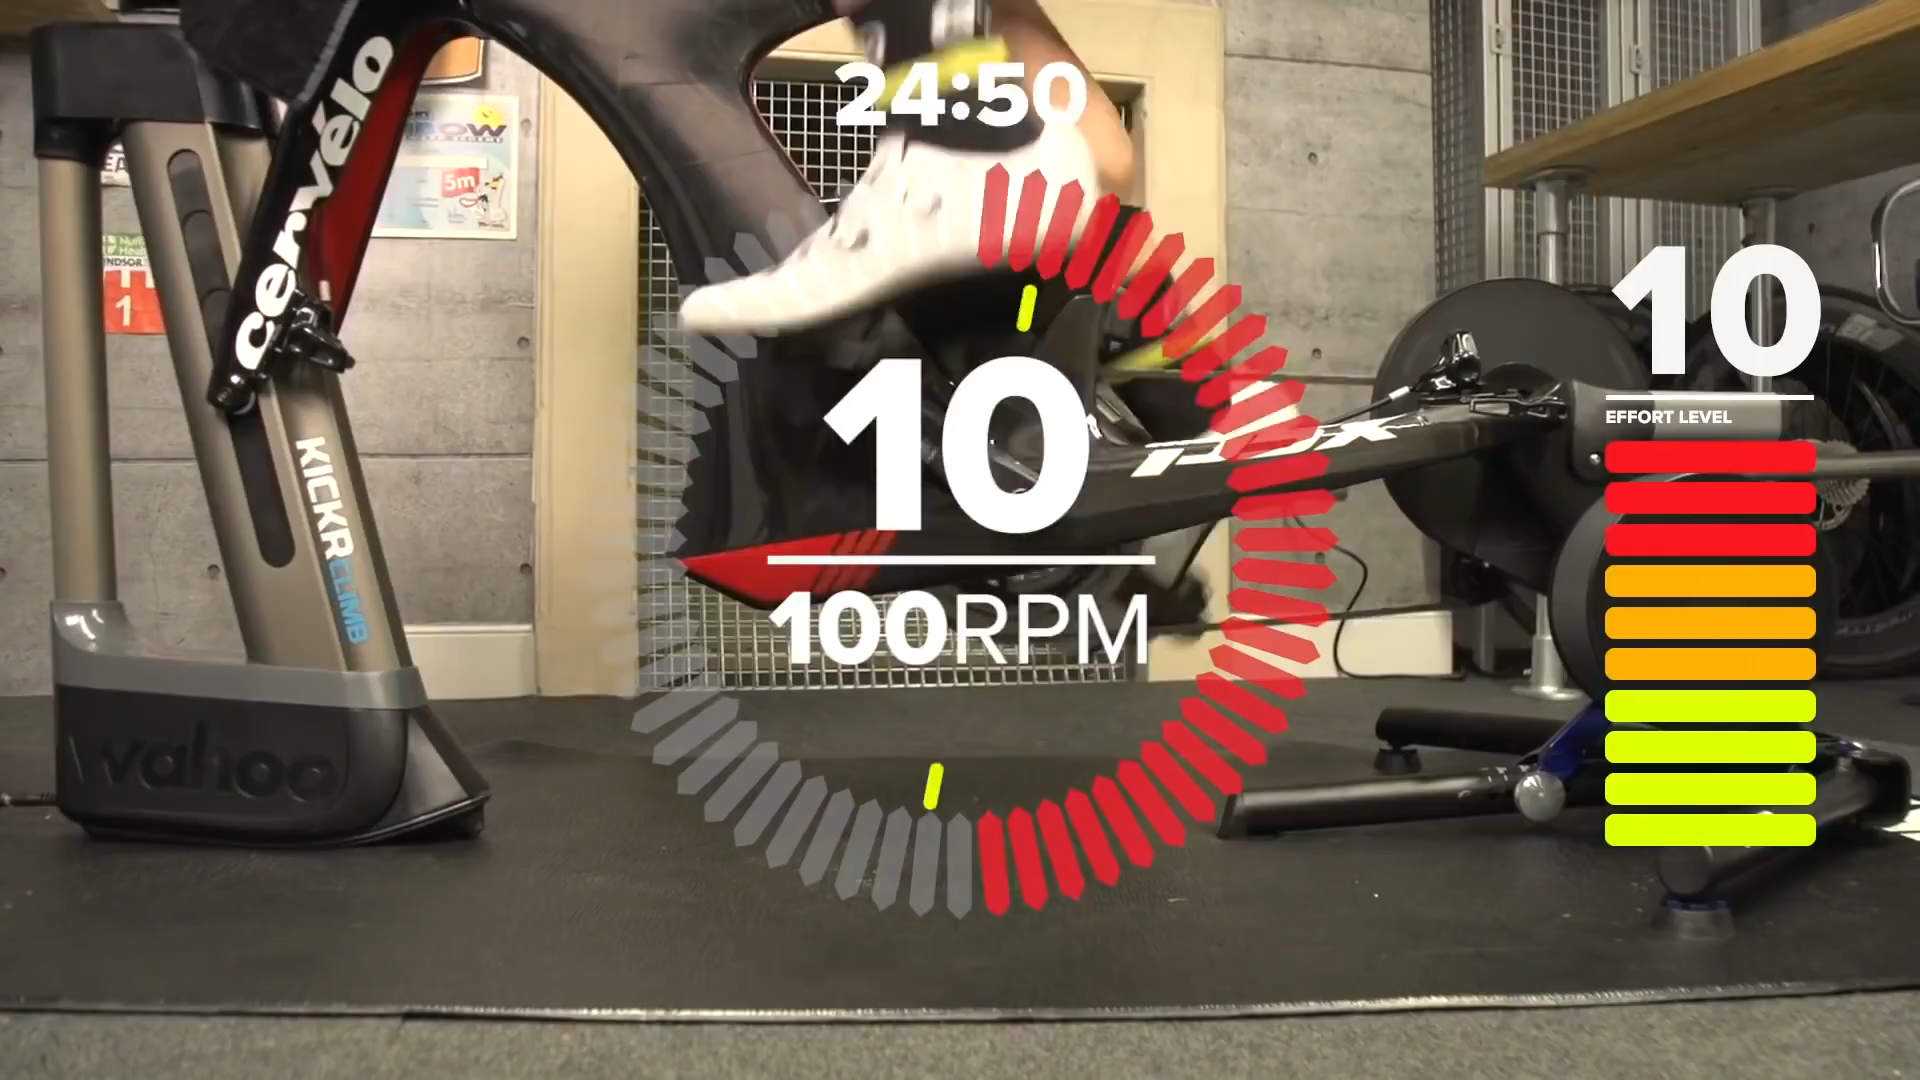 24:50
10
100RPM
10
EFFORT LEVEL
cervélo
KICKR CLIMB
wahoo
P5X
5m
1